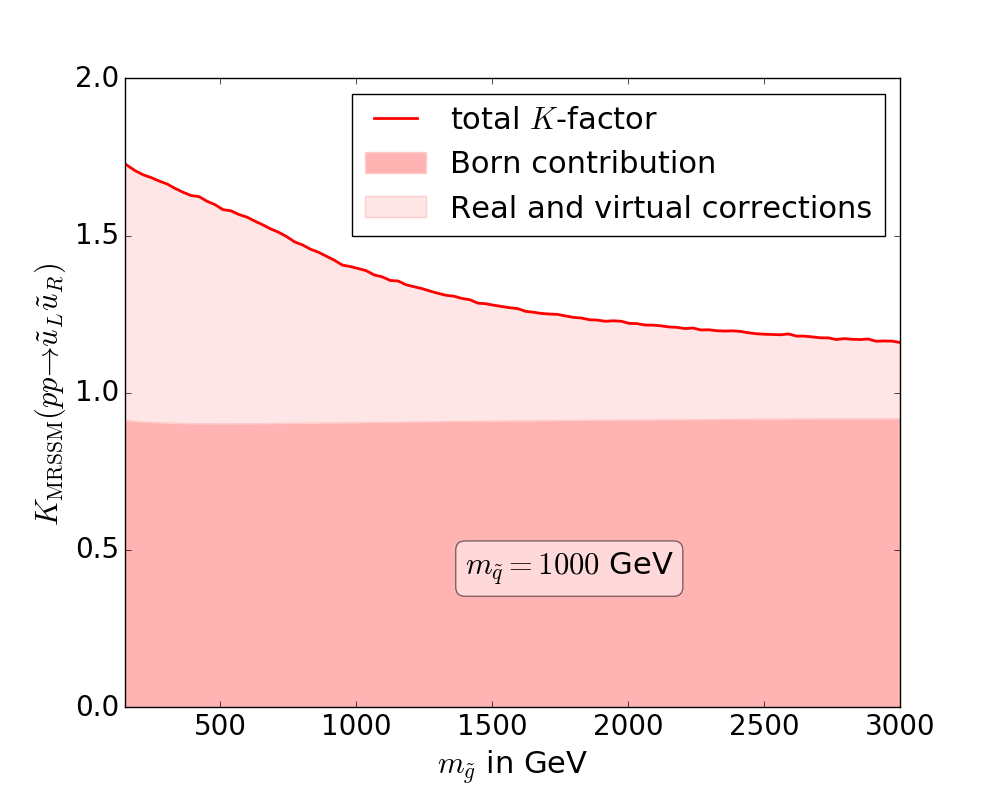 2.0
1.5
1.0
0.5
0.0
K_MRSSM(pp→ũ_L ũ_R)
total K-factor
Born contribution
Real and virtual corrections
m_q̃ = 1000 GeV
500 1000 1500 2000 2500 3000
m_g̃ in GeV